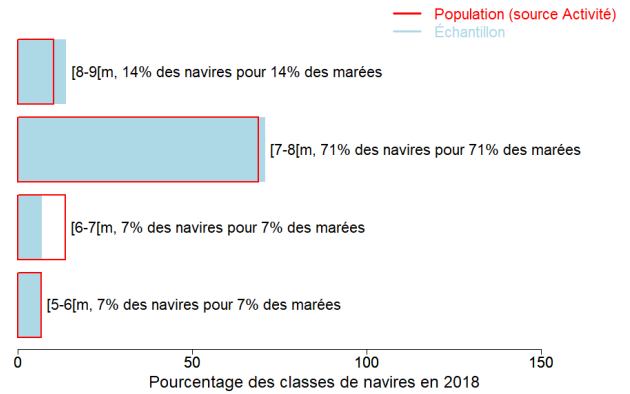 Population (source Activité)
Échantillon
[8-9[m, 14% des navires pour 14% des marées
[7-8[m, 71% des navires pour 71% des marées
[6-7[m, 7% des navires pour 7% des marées
[5-6[m, 7% des navires pour 7% des marées
0 50 100 150
Pourcentage des classes de navires en 2018